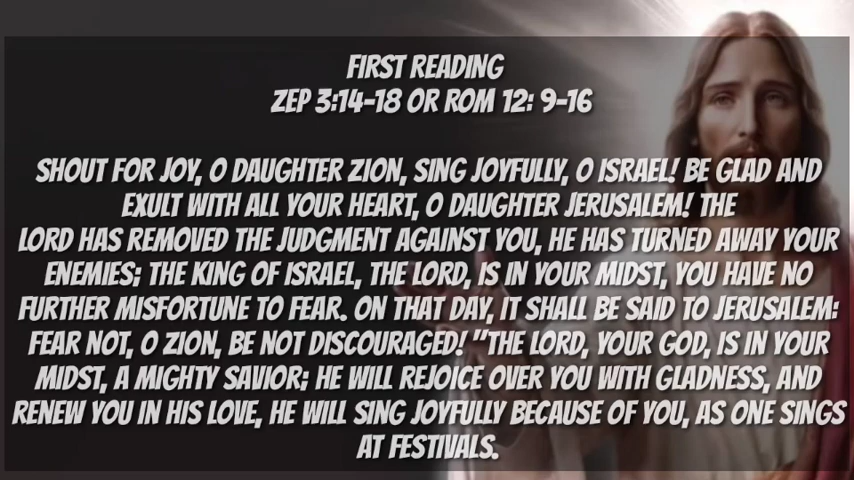 FIRST READING
ZEP 3:14-18 OR ROM 12: 9-16
SHOUT FOR JOY, O DAUGHTER ZION, SING JOYFULLY, O ISRAEL! BE GLAD AND
EXULT WITH ALL YOUR HEART, O DAUGHTER JERUSALEM! THE
LORD HAS REMOVED THE JUDGMENT AGAINST YOU, HE HAS TURNED AWAY YOUR
ENEMIES; THE KING OF ISRAEL, THE LORD, IS IN YOUR MIDST, YOU HAVE NO
FURTHER MISFORTUNE TO FEAR. ON THAT DAY, IT SHALL BE SAID TO JERUSALEM:
FEAR NOT, O ZION, BE NOT DISCOURAGED! "THE LORD, YOUR GOD, IS IN YOUR
MIDST, A MIGHTY SAVIOR; HE WILL REJOICE OVER YOU WITH GLADNESS, AND
RENEW YOU IN HIS LOVE, HE WILL SING JOYFULLY BECAUSE OF YOU, AS ONE SINGS
AT FESTIVALS.